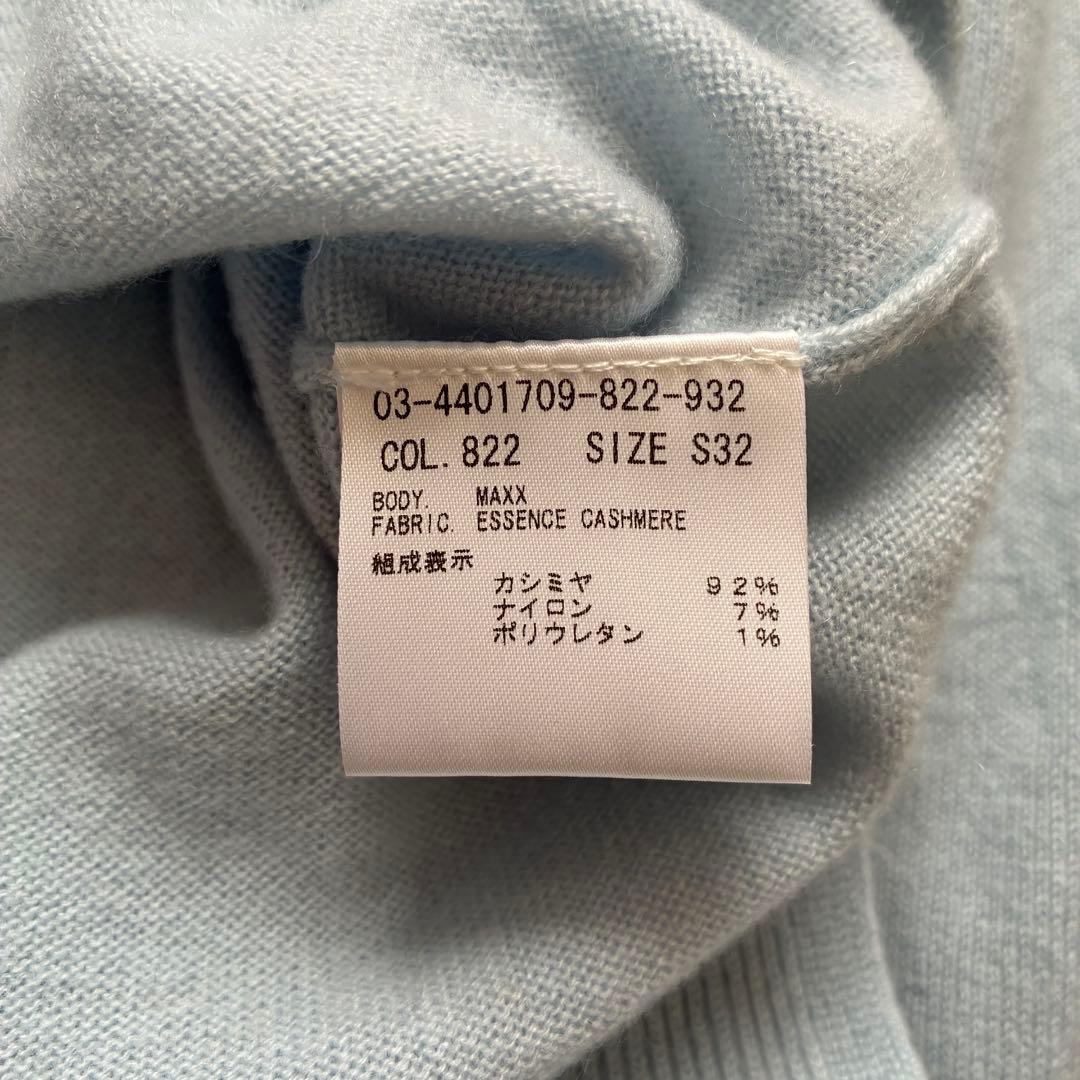 03-4401709-822-932
COL. 822 SIZE S32
BODY. MAXX
FABRIC. ESSENCE CASHMERE
組成表示
カシミヤ 92%
ナイロン 7%
ポリウレタン 1%